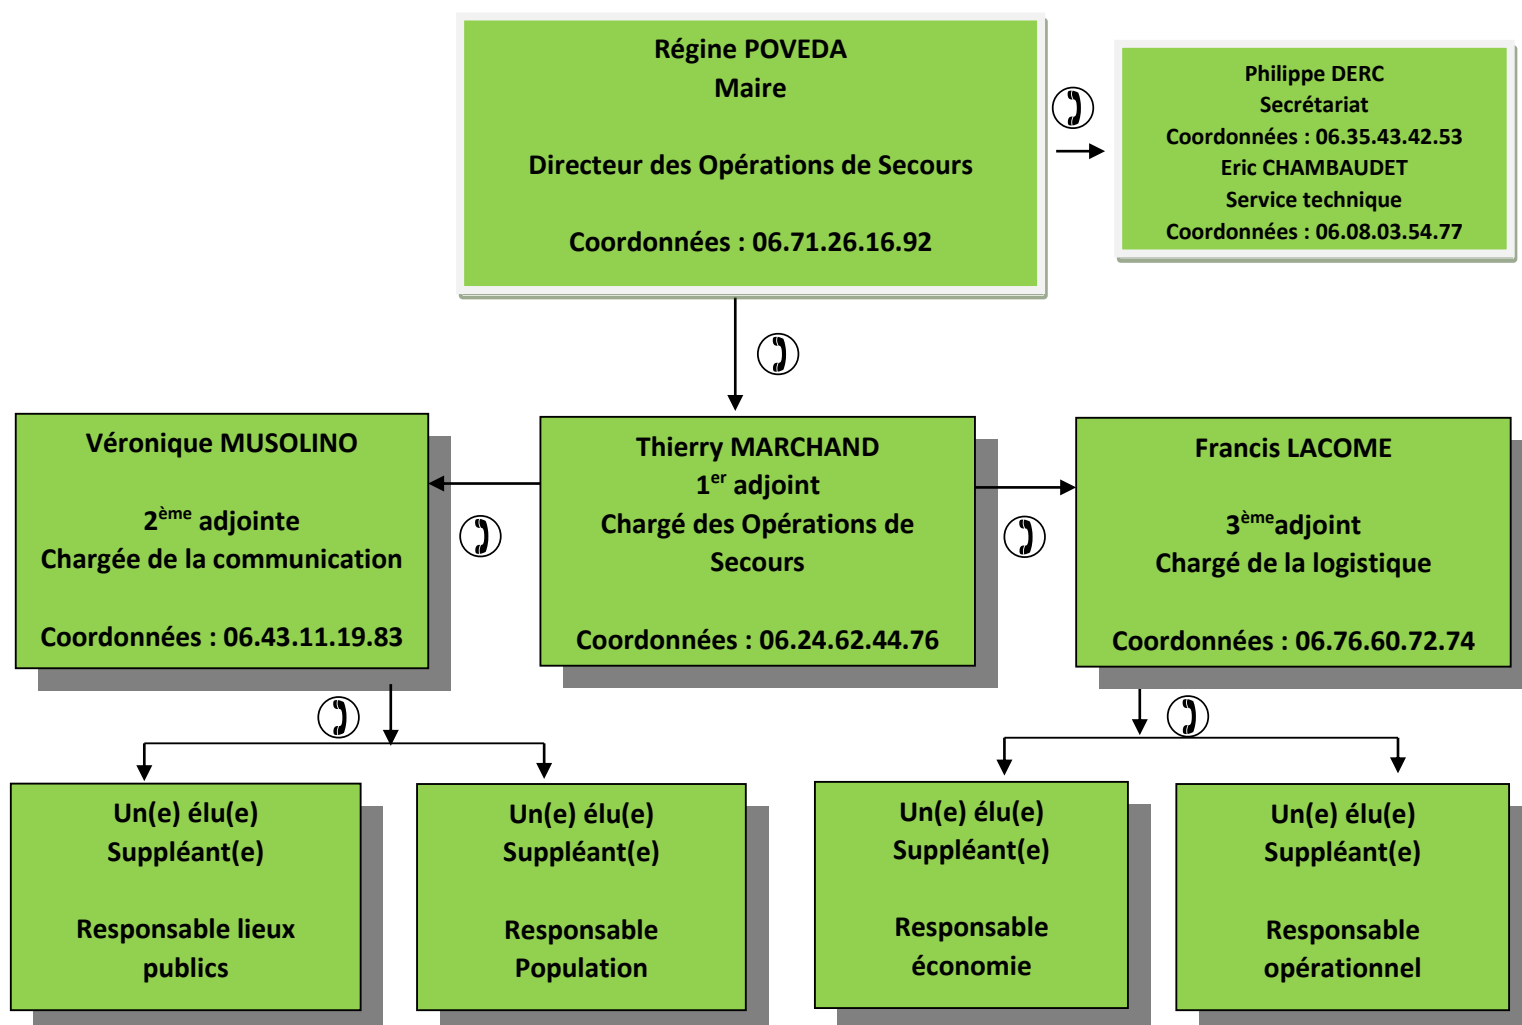 Régine POVEDA
Maire
Directeur des Opérations de Secours
Coordonnées : 06.71.26.16.92
Philippe DERC
Secrétariat
Coordonnées : 06.35.43.42.53
Eric CHAMBAUDET
Service technique
Coordonnées : 06.08.03.54.77
Véronique MUSOLINO
2ème adjointe
Chargée de la communication
Coordonnées : 06.43.11.19.83
Thierry MARCHAND
1er adjoint
Chargé des Opérations de
Secours
Coordonnées : 06.24.62.44.76
Francis LACOME
3èmeadjoint
Chargé de la logistique
Coordonnées : 06.76.60.72.74
Un(e) élu(e)
Suppléant(e)
Responsable lieux
publics
Un(e) élu(e)
Suppléant(e)
Responsable
Population
Un(e) élu(e)
Suppléant(e)
Responsable
économie
Un(e) élu(e)
Suppléant(e)
Responsable
opérationnel